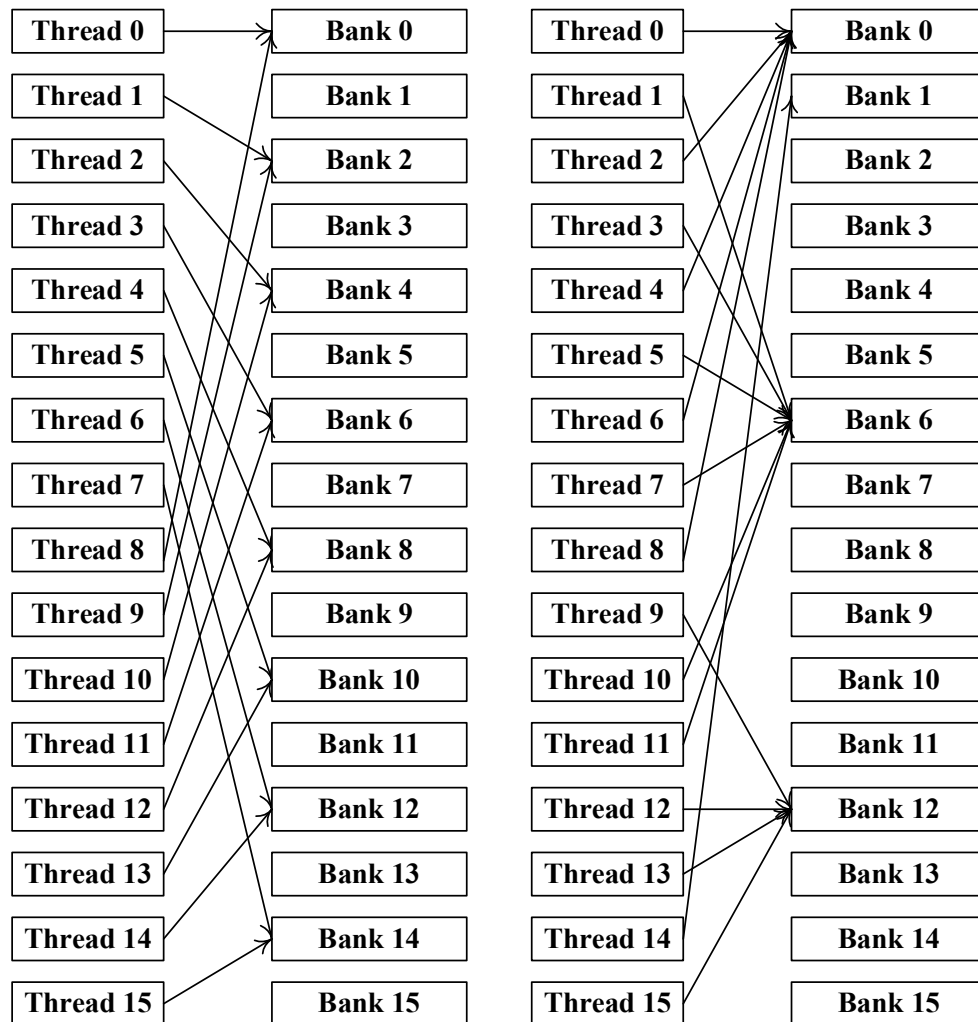 Thread 0 Bank 0 Thread 0 Bank 0
Thread 1 Bank 1 Thread 1 Bank 1
Thread 2 Bank 2 Thread 2 Bank 2
Thread 3 Bank 3 Thread 3 Bank 3
Thread 4 Bank 4 Thread 4 Bank 4
Thread 5 Bank 5 Thread 5 Bank 5
Thread 6 Bank 6 Thread 6 Bank 6
Thread 7 Bank 7 Thread 7 Bank 7
Thread 8 Bank 8 Thread 8 Bank 8
Thread 9 Bank 9 Thread 9 Bank 9
Thread 10 Bank 10 Thread 10 Bank 10
Thread 11 Bank 11 Thread 11 Bank 11
Thread 12 Bank 12 Thread 12 Bank 12
Thread 13 Bank 13 Thread 13 Bank 13
Thread 14 Bank 14 Thread 14 Bank 14
Thread 15 Bank 15 Thread 15 Bank 15